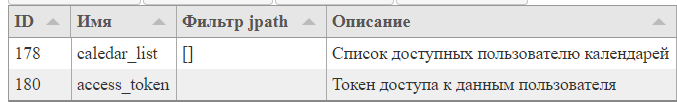 ID Имя Фильтр jpath Описание
178 caledar_list [] Список доступных пользователю календарей
180 access_token Токен доступа к данным пользователя